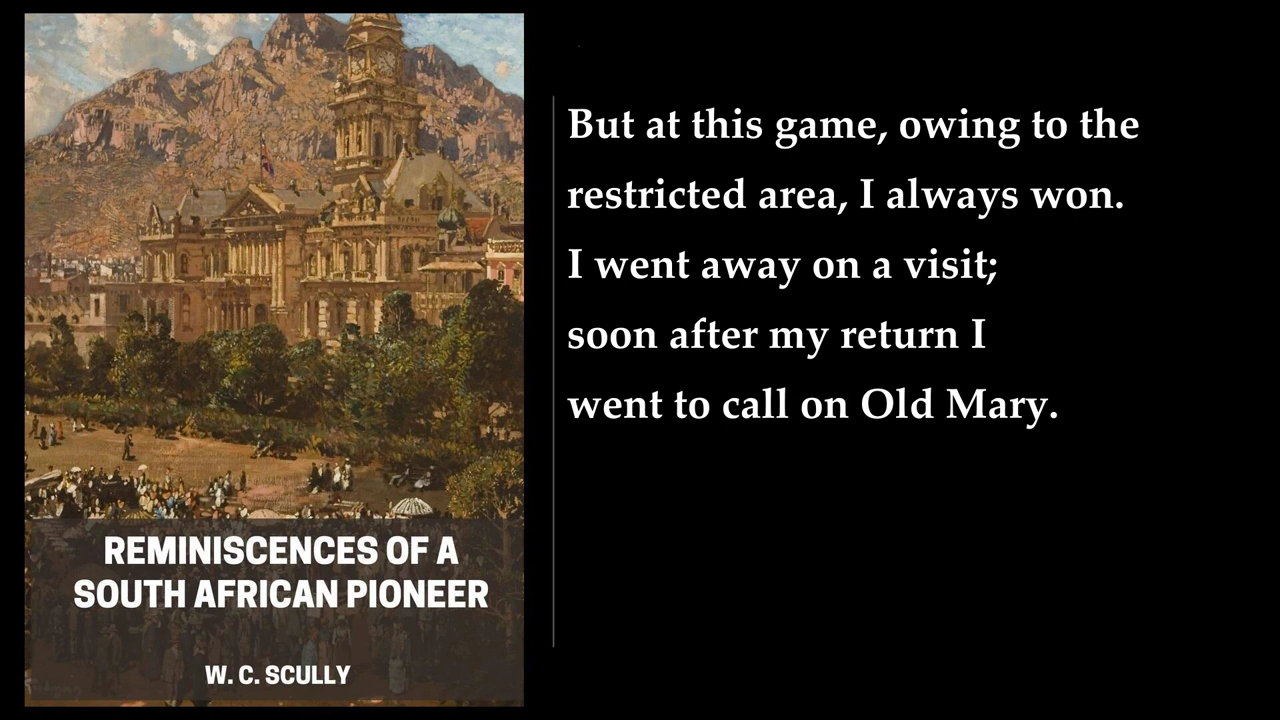 But at this game, owing to the
restricted area, I always won.
I went away on a visit;
soon after my return I
went to call on Old Mary.
REMINISCENCES OF A
SOUTH AFRICAN PIONEER
W. C. SCULLY